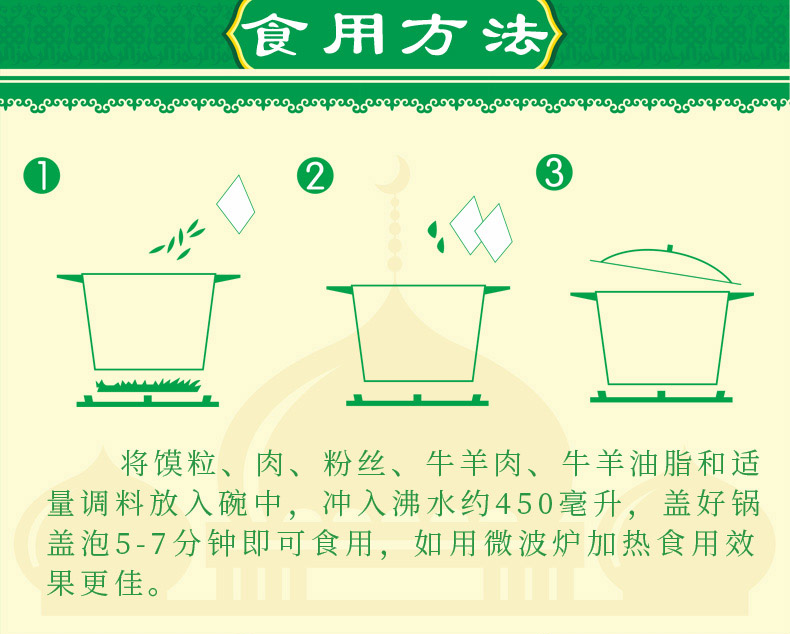 食用方法
1
2
3
将馍粒、肉、粉丝、牛羊肉、牛羊油脂和适
量调料放入碗中，冲入沸水约450毫升，盖好锅
盖泡5-7分钟即可食用，如用微波炉加热食用效
果更佳。